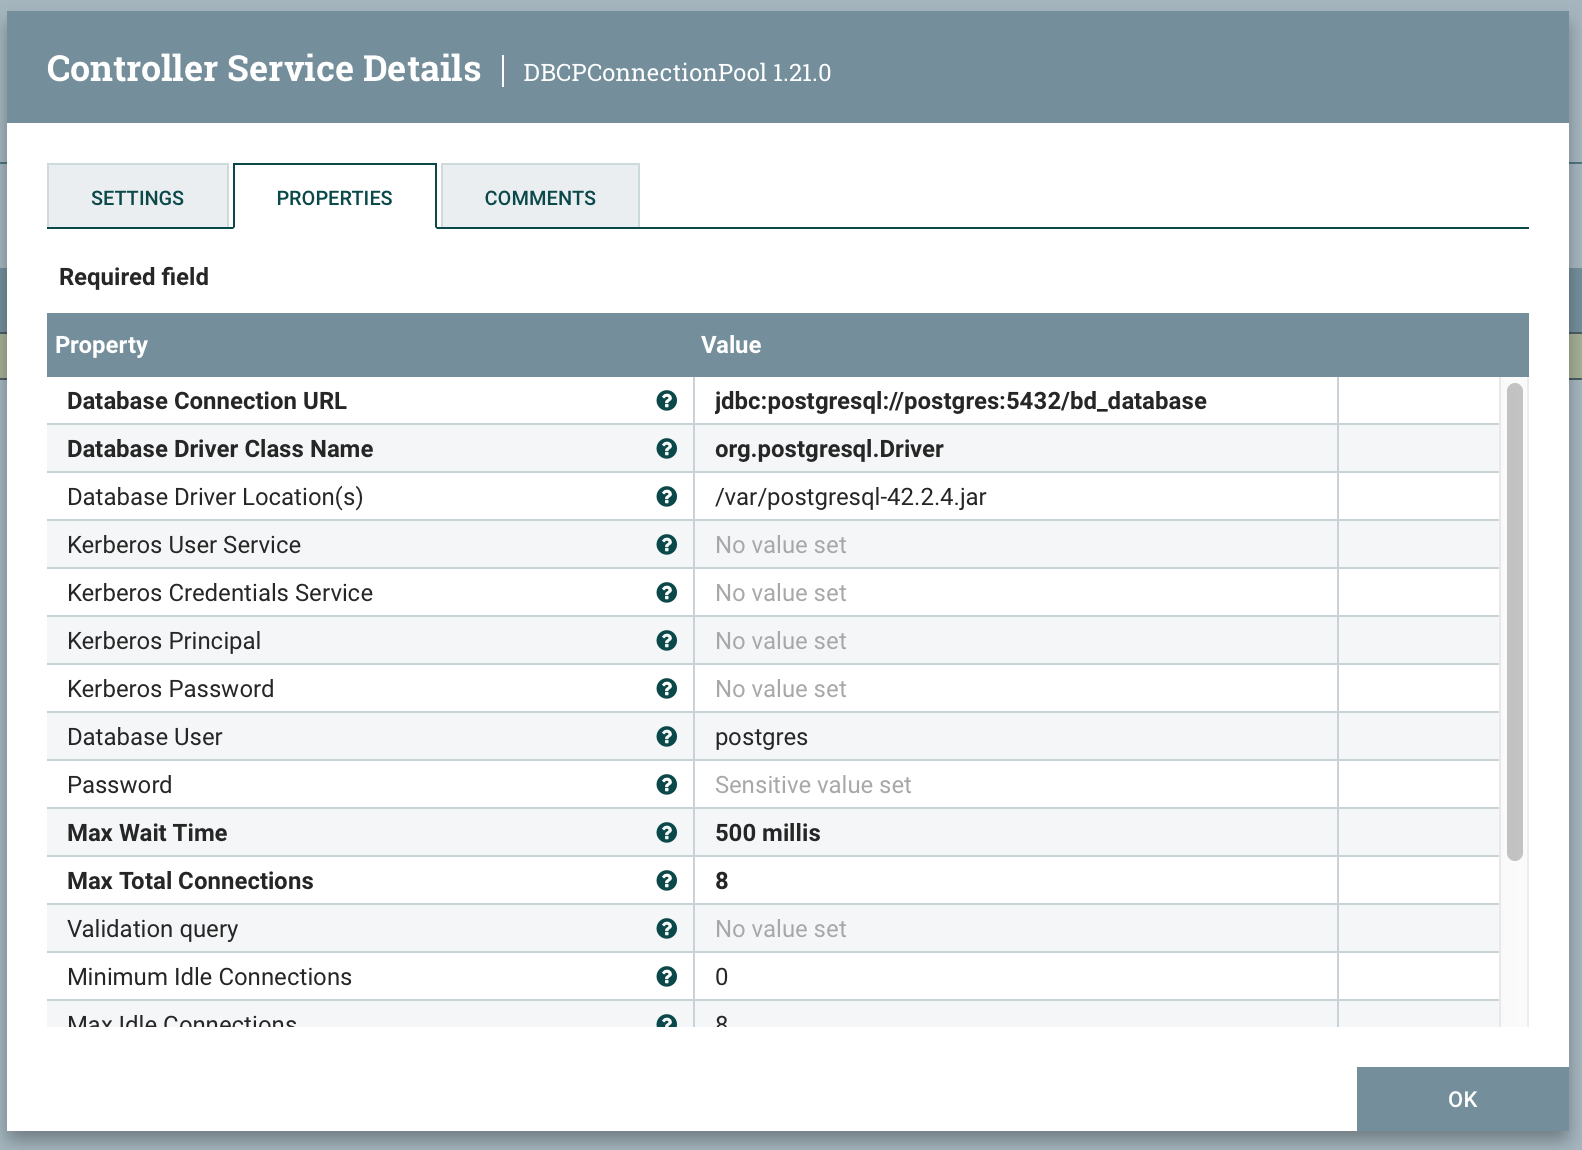 Controller Service Details | DBCPConnectionPool 1.21.0
SETTINGS PROPERTIES COMMENTS
Required field
Property Value
Database Connection URL ? jdbc:postgresql://postgres:5432/bd_database
Database Driver Class Name ? org.postgresql.Driver
Database Driver Location(s) ? /var/postgresql-42.2.4.jar
Kerberos User Service ? No value set
Kerberos Credentials Service ? No value set
Kerberos Principal ? No value set
Kerberos Password ? No value set
Database User ? postgres
Password ? Sensitive value set
Max Wait Time ? 500 millis
Max Total Connections ? 8
Validation query ? No value set
Minimum Idle Connections ? 0
Max Idle Connections ? 8
OK